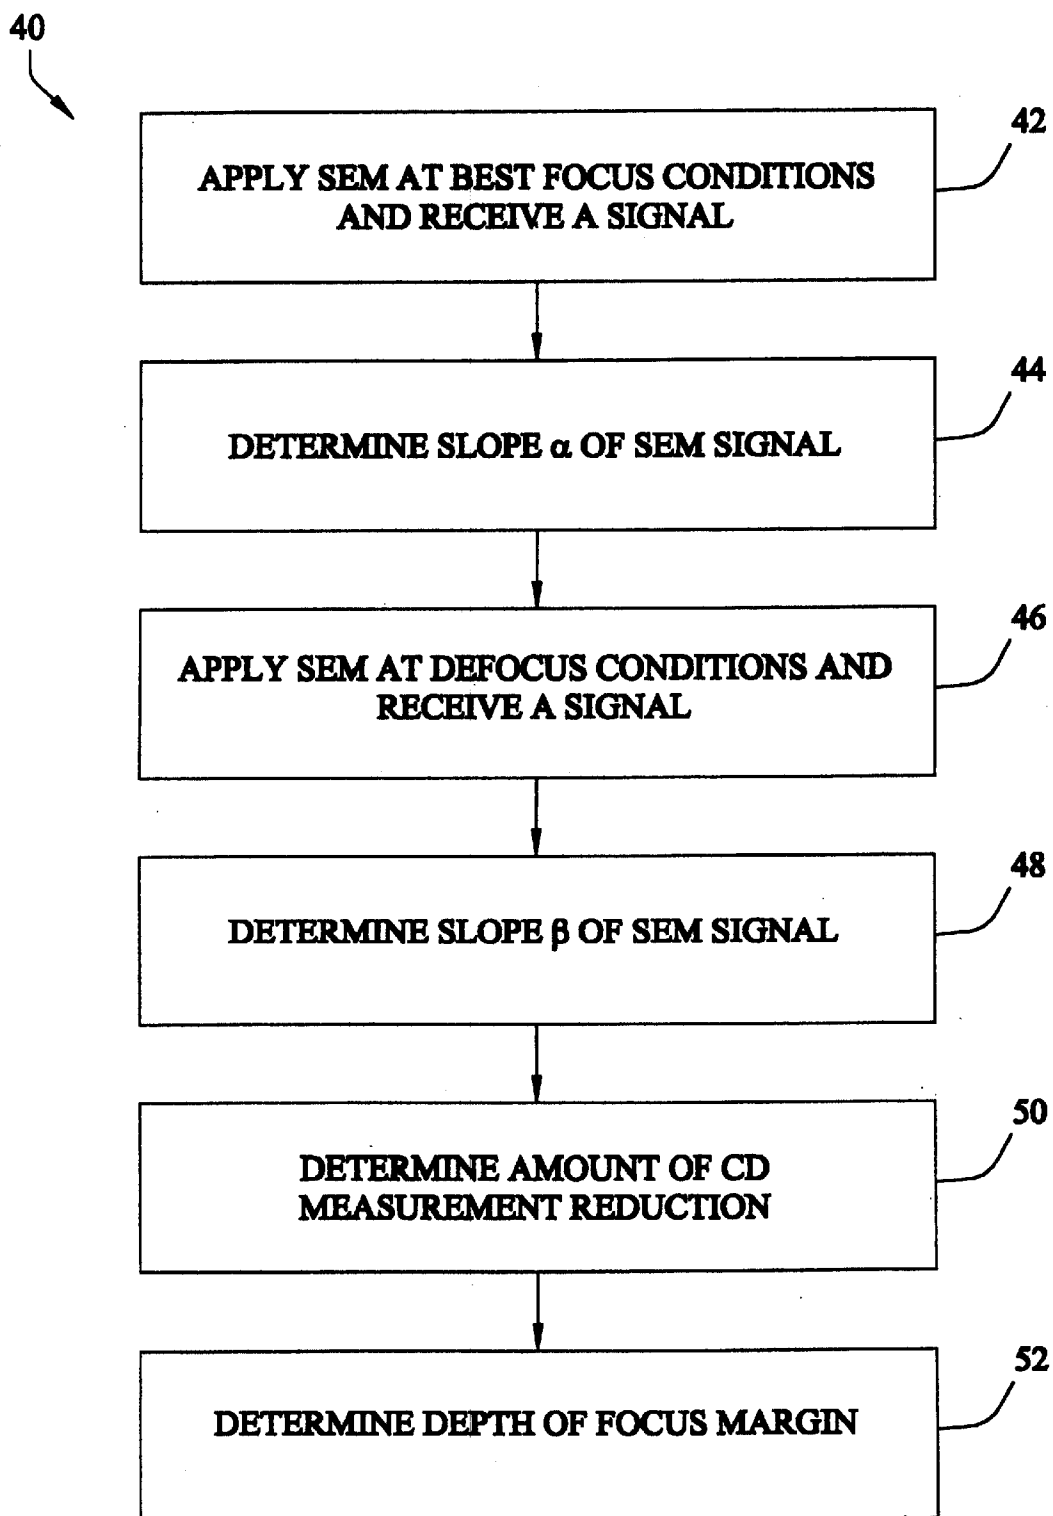 40
42
APPLY SEM AT BEST FOCUS CONDITIONS
AND RECEIVE A SIGNAL
44
DETERMINE SLOPE α OF SEM SIGNAL
46
APPLY SEM AT DEFOCUS CONDITIONS AND
RECEIVE A SIGNAL
48
DETERMINE SLOPE β OF SEM SIGNAL
50
DETERMINE AMOUNT OF CD
MEASUREMENT REDUCTION
52
DETERMINE DEPTH OF FOCUS MARGIN